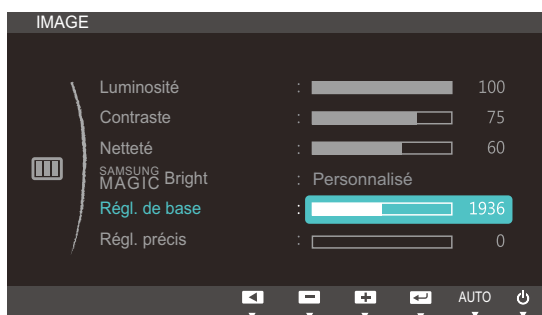 IMAGE
Luminosité : 100
Contraste : 75
Netteté : 60
SAMSUNG MAGIC Bright : Personnalisé
Régl. de base : 1936
Régl. précis : 0
AUTO